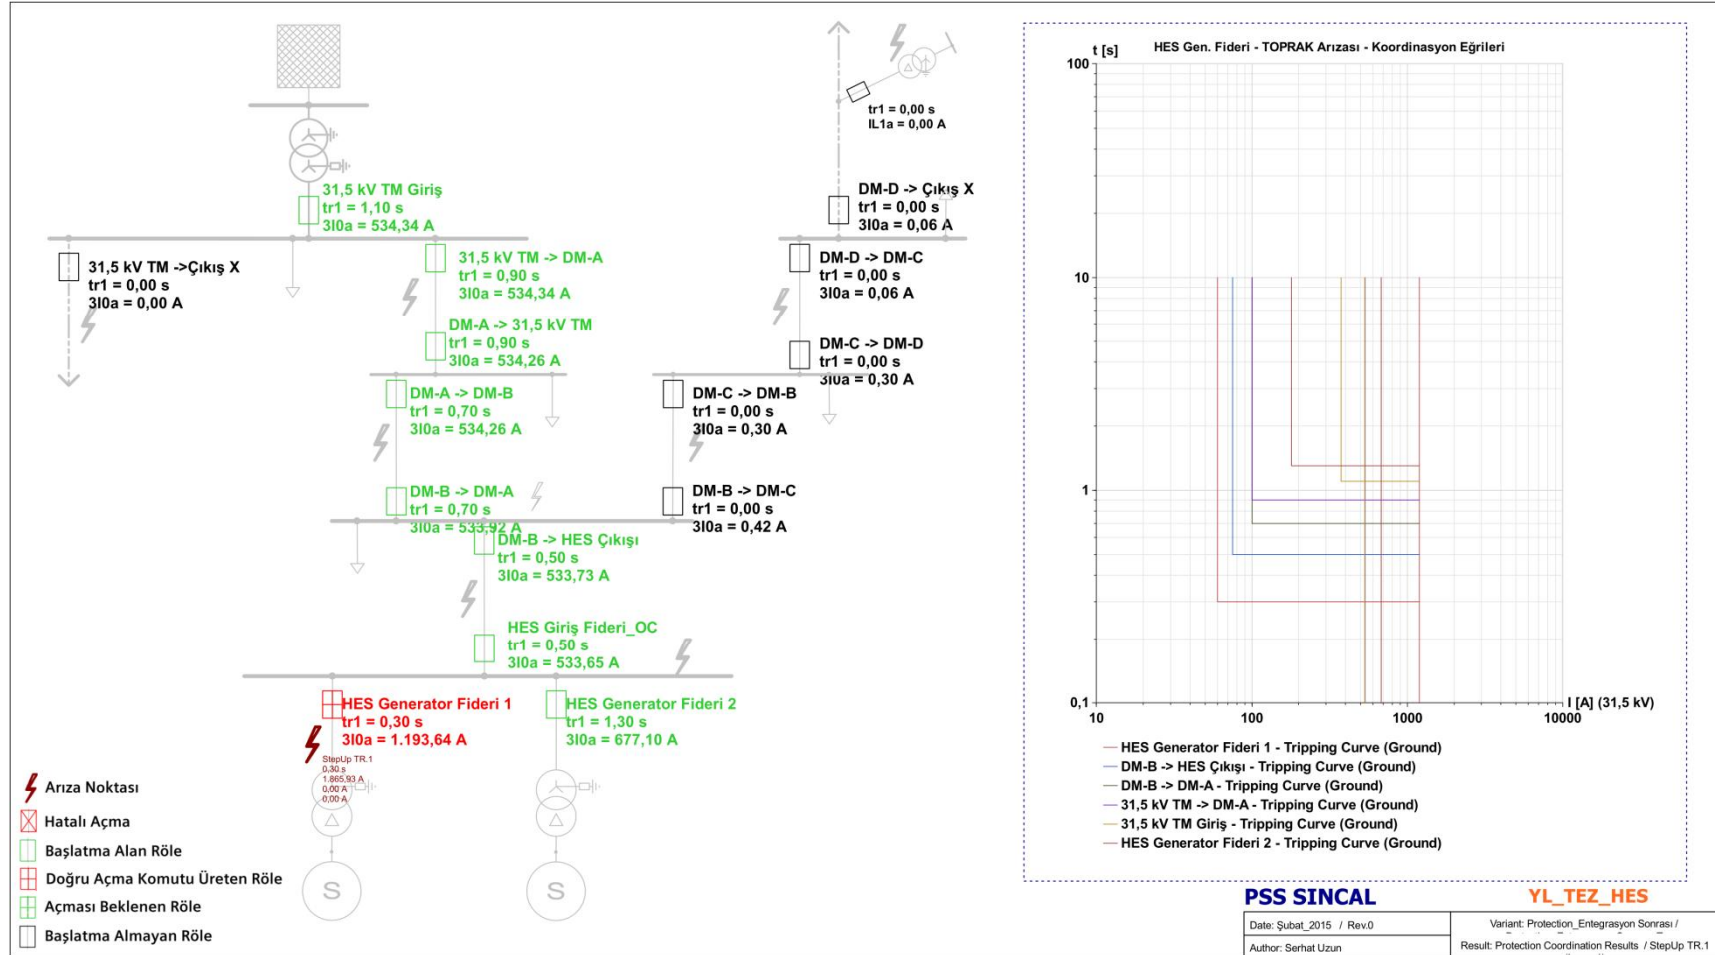 31,5 kV TM Giriş
tr1 = 1,10 s
3I0a = 534,34 A
31,5 kV TM ->Çıkış X
tr1 = 0,00 s
3I0a = 0,00 A
31,5 kV TM -> DM-A
tr1 = 0,90 s
3I0a = 534,34 A
DM-A -> 31,5 kV TM
tr1 = 0,90 s
3I0a = 534,26 A
DM-A -> DM-B
tr1 = 0,70 s
3I0a = 534,26 A
DM-B -> DM-A
tr1 = 0,70 s
3I0a = 533,92 A
DM-B -> HES Çıkışı
tr1 = 0,50 s
3I0a = 533,73 A
HES Giriş Fideri_OC
tr1 = 0,50 s
3I0a = 533,65 A
HES Generator Fideri 1
tr1 = 0,30 s
3I0a = 1.193,64 A
StepUp TR.1
0,30 s
1.865,93 A
0,00 A
0,00 A
HES Generator Fideri 2
tr1 = 1,30 s
3I0a = 677,10 A
S
S
tr1 = 0,00 s
IL1a = 0,00 A
DM-D -> Çıkış X
tr1 = 0,00 s
3I0a = 0,06 A
DM-D -> DM-C
tr1 = 0,00 s
3I0a = 0,06 A
DM-C -> DM-D
tr1 = 0,00 s
3I0a = 0,30 A
DM-C -> DM-B
tr1 = 0,00 s
3I0a = 0,30 A
DM-B -> DM-C
tr1 = 0,00 s
3I0a = 0,42 A
Arıza Noktası
Hatalı Açma
Başlatma Alan Röle
Doğru Açma Komutu Üreten Röle
Açması Beklenen Röle
Başlatma Almayan Röle
t [s]
HES Gen. Fideri - TOPRAK Arızası - Koordinasyon Eğrileri
100
10
1
0,1
10
100
1000
10000
I [A] (31,5 kV)
HES Generator Fideri 1 - Tripping Curve (Ground)
DM-B -> HES Çıkışı - Tripping Curve (Ground)
DM-B -> DM-A - Tripping Curve (Ground)
31,5 kV TM -> DM-A - Tripping Curve (Ground)
31,5 kV TM Giriş - Tripping Curve (Ground)
HES Generator Fideri 2 - Tripping Curve (Ground)
PSS SINCAL
YL_TEZ_HES
Date: Şubat_2015 / Rev.0
Variant: Protection_Entegrasyon Sonrası /
Author: Serhat Uzun
Result: Protection Coordination Results / StepUp TR.1